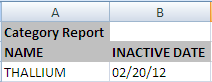 A B
Category Report
NAME INACTIVE DATE
THALLIUM 02/20/12